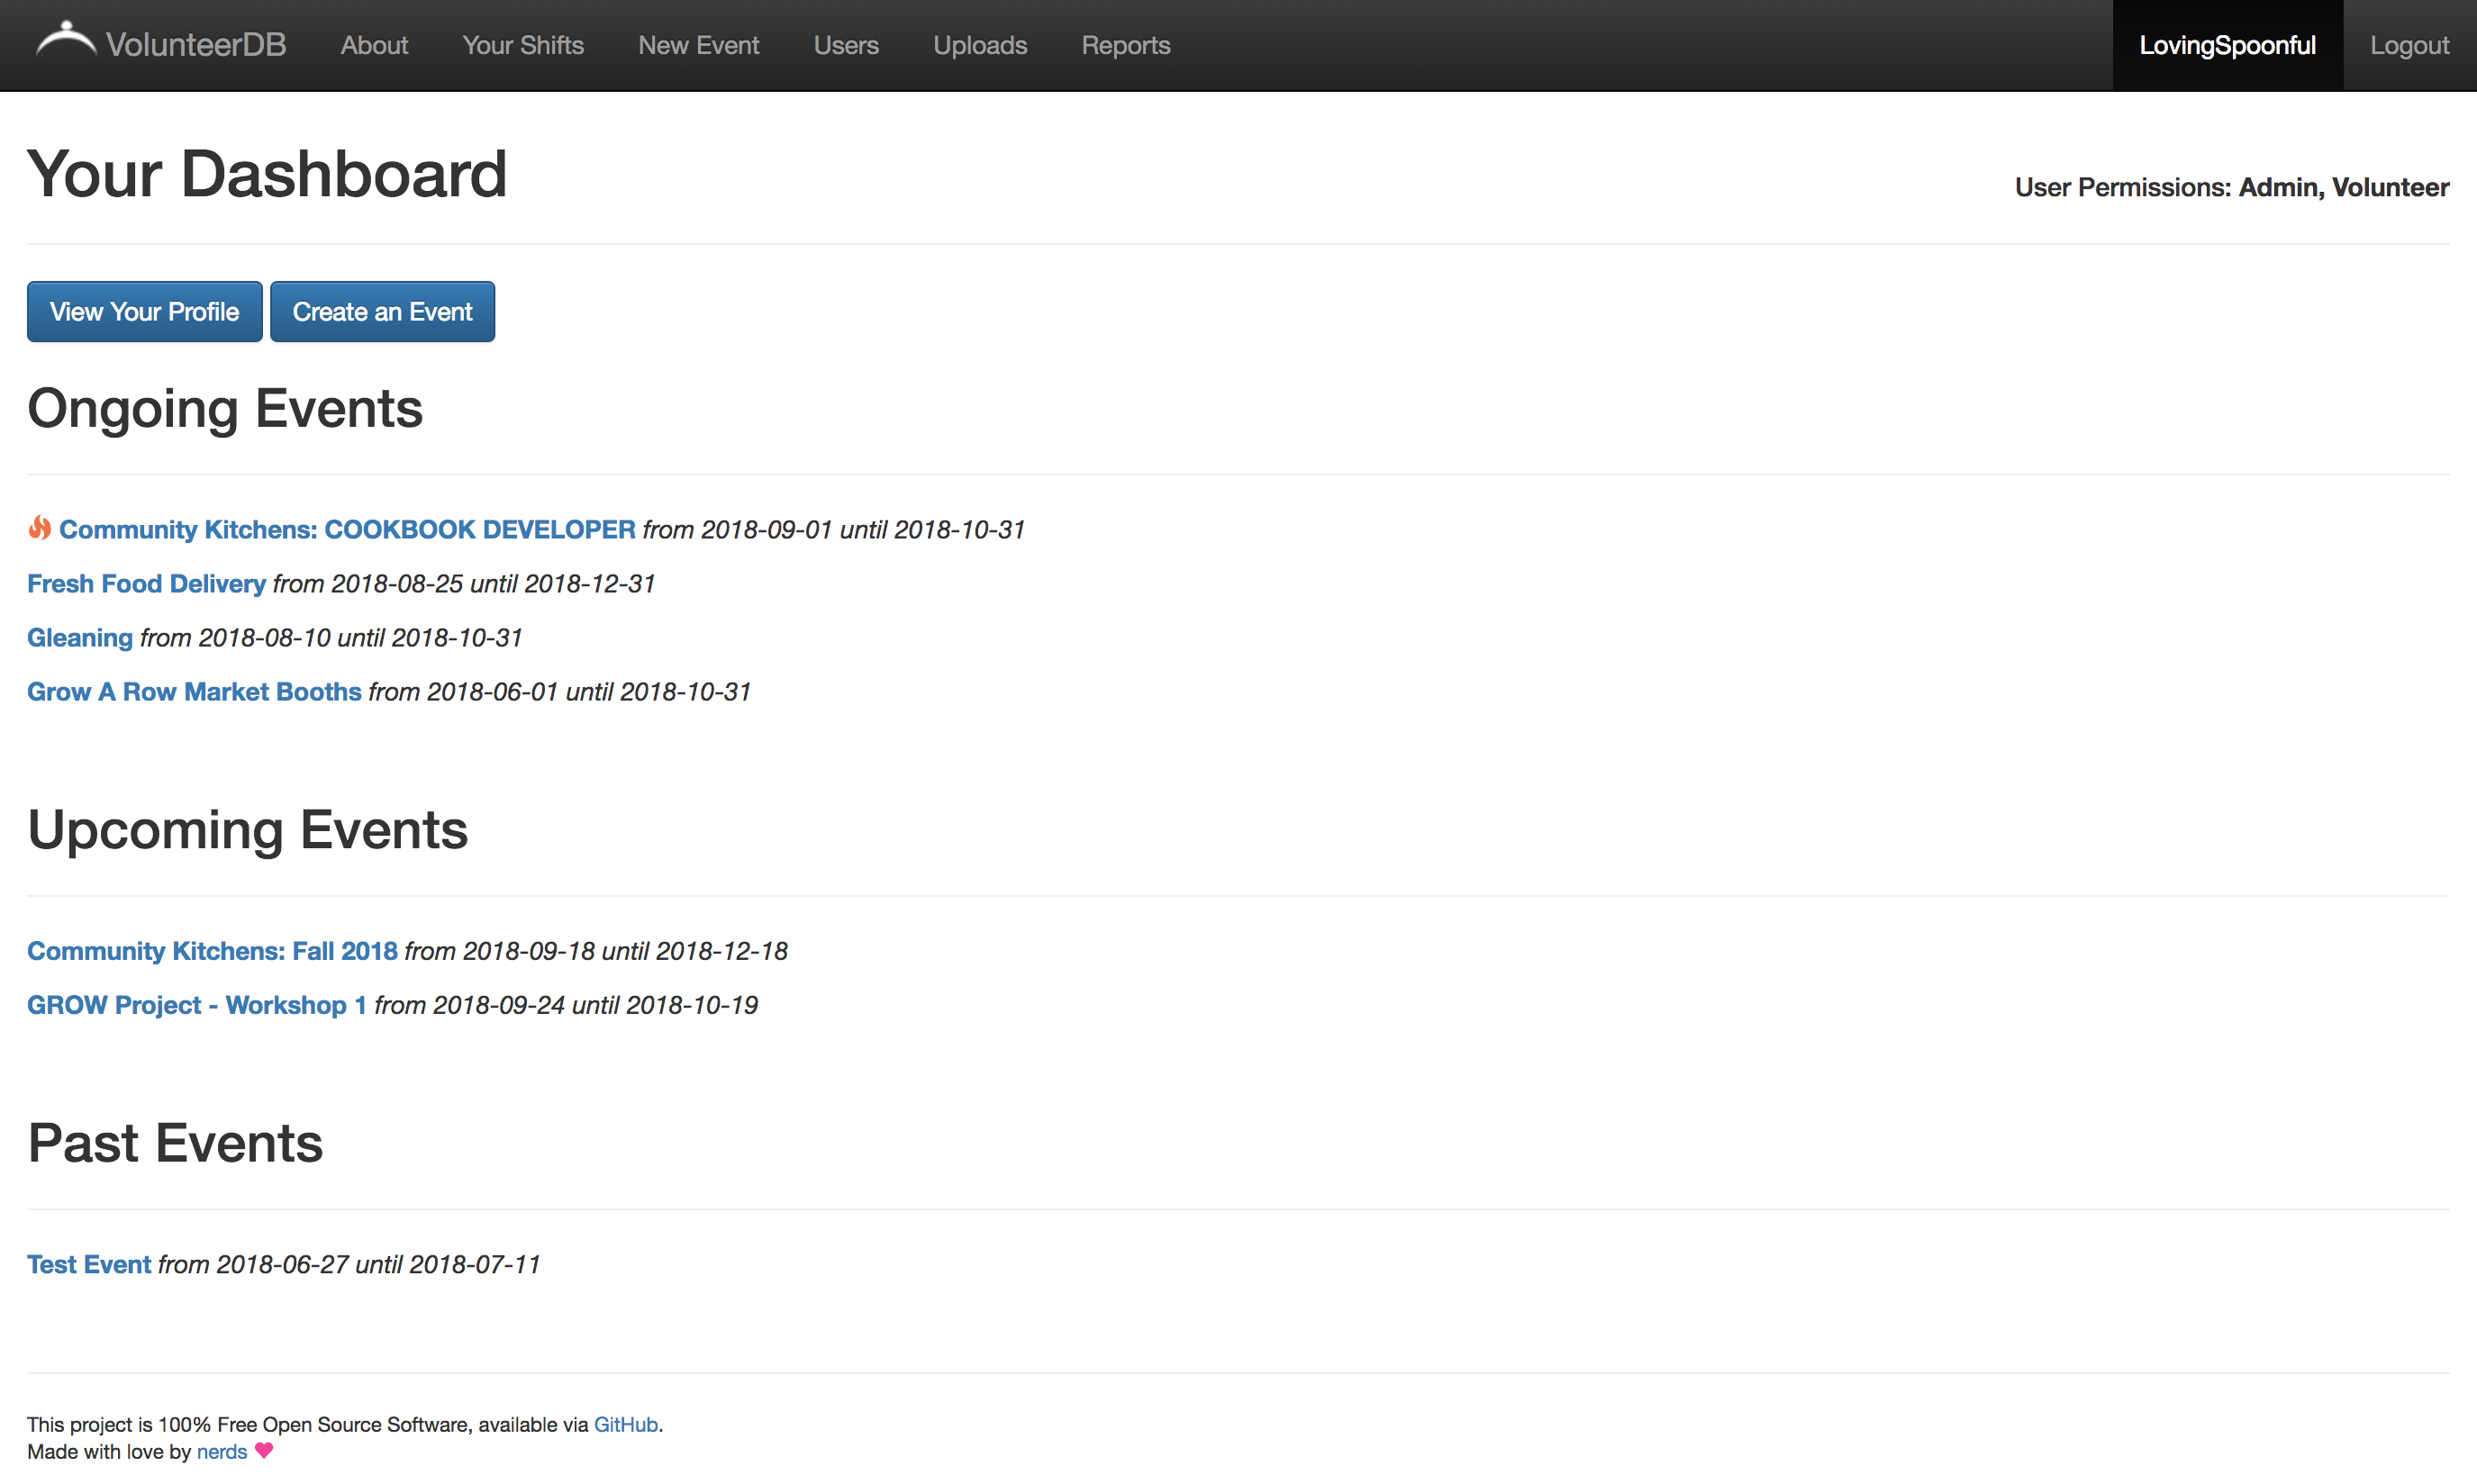 VolunteerDB About Your Shifts New Event Users Uploads Reports LovingSpoonful Logout
Your Dashboard
User Permissions: Admin, Volunteer
View Your Profile Create an Event
Ongoing Events
Community Kitchens: COOKBOOK DEVELOPER from 2018-09-01 until 2018-10-31
Fresh Food Delivery from 2018-08-25 until 2018-12-31
Gleaning from 2018-08-10 until 2018-10-31
Grow A Row Market Booths from 2018-06-01 until 2018-10-31
Upcoming Events
Community Kitchens: Fall 2018 from 2018-09-18 until 2018-12-18
GROW Project - Workshop 1 from 2018-09-24 until 2018-10-19
Past Events
Test Event from 2018-06-27 until 2018-07-11
This project is 100% Free Open Source Software, available via GitHub.
Made with love by nerds